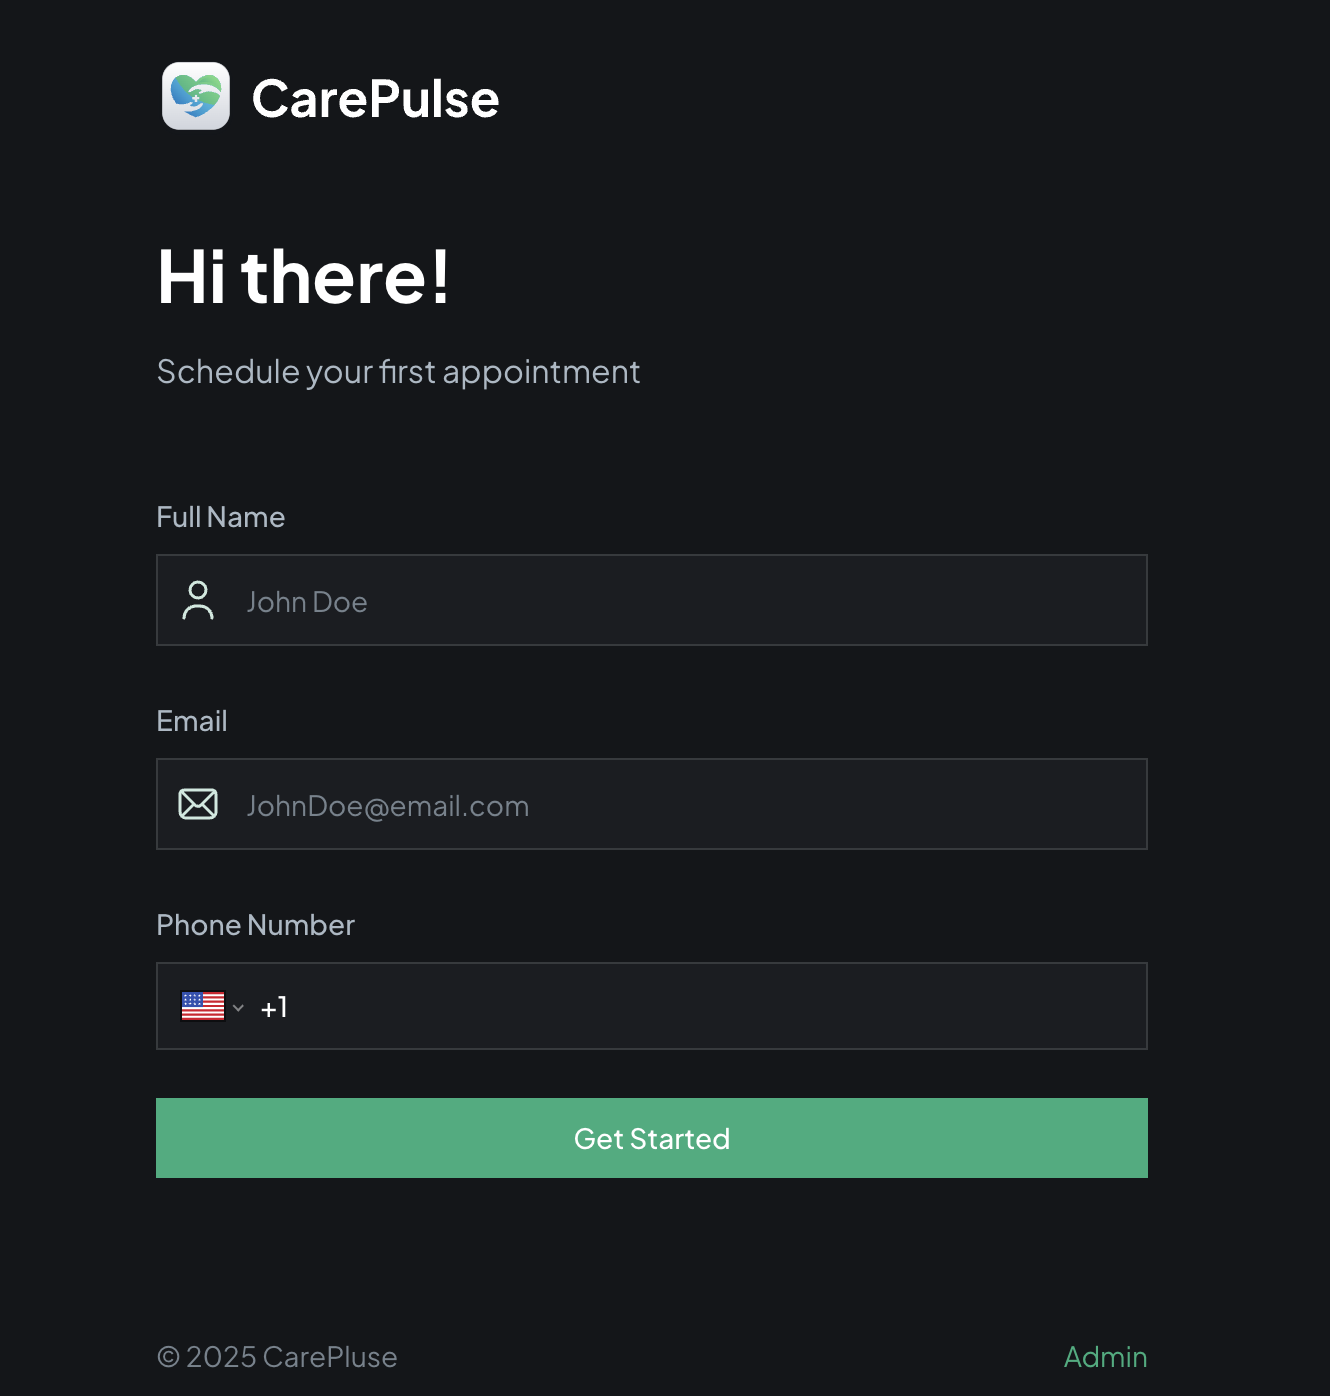 CarePulse
Hi there!
Schedule your first appointment
Full Name
John Doe
Email
JohnDoe@email.com
Phone Number
+1
Get Started
© 2025 CarePluse
Admin